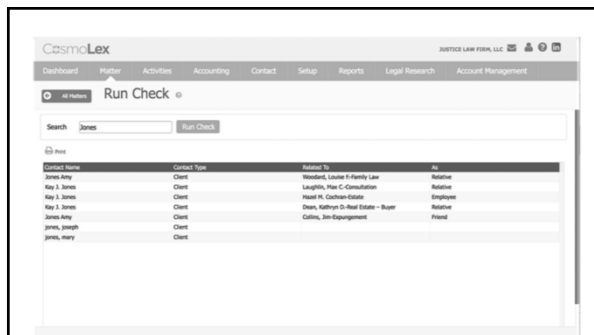 CosmoLex JUSTICE LAW FIRM, LLC
Dashboard Matter Activities Accounting Contact Setup Reports Legal Research Account Management
All Matters Run Check
Search Jones Run Check
Print
Contact Name Contact Type Related To As
Jones Amy Client Woodard, Louise F.-Family Law Relative
Kay J. Jones Client Laughlin, Max C.-Consultation Relative
Kay J. Jones Client Hazel M. Cochran-Estate Employee
Kay J. Jones Client Dean, Kathryn D.-Real Estate – Buyer Relative
Jones Amy Client Collins, Jim-Expungement Friend
jones, joseph Client
jones, mary Client